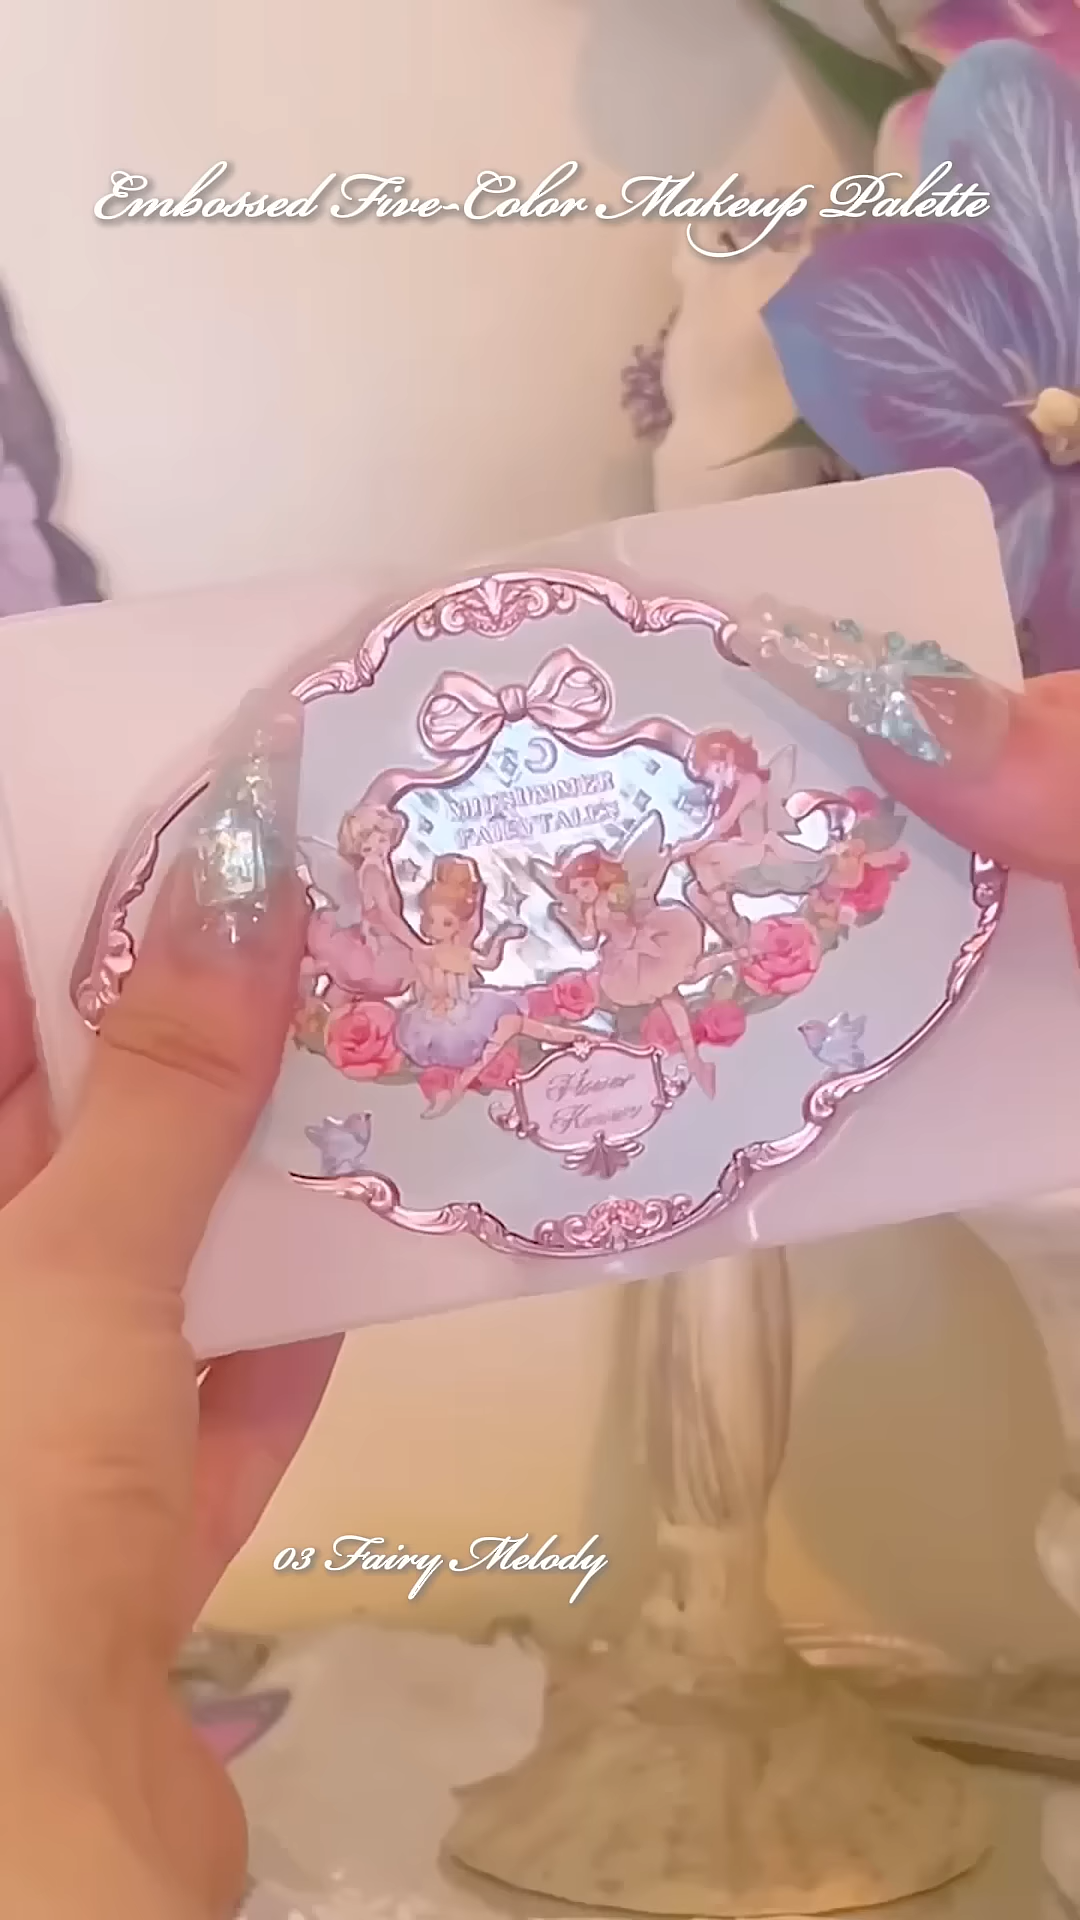 Embossed Five-Color Makeup Palette
MIDSUMMER
FAIRYTALES
Flower
Knows
03 Fairy Melody